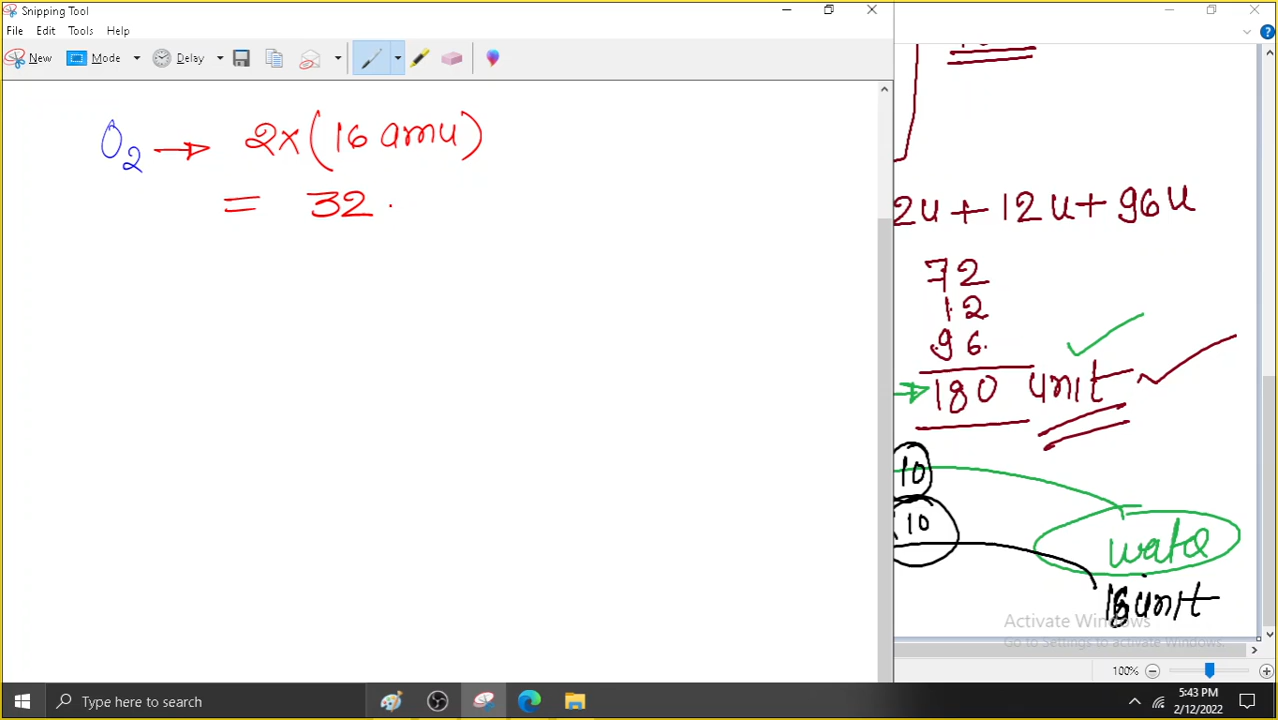 Snipping Tool
File Edit Tools Help
New Mode Delay
O₂ → 2×(16 amu)
= 32.
2u + 12u + 96u
72
12
96
180 unit
10
10
unit
Activate Windows
Go to Settings to activate Windows.
100%
Type here to search
5:43 PM
2/12/2022